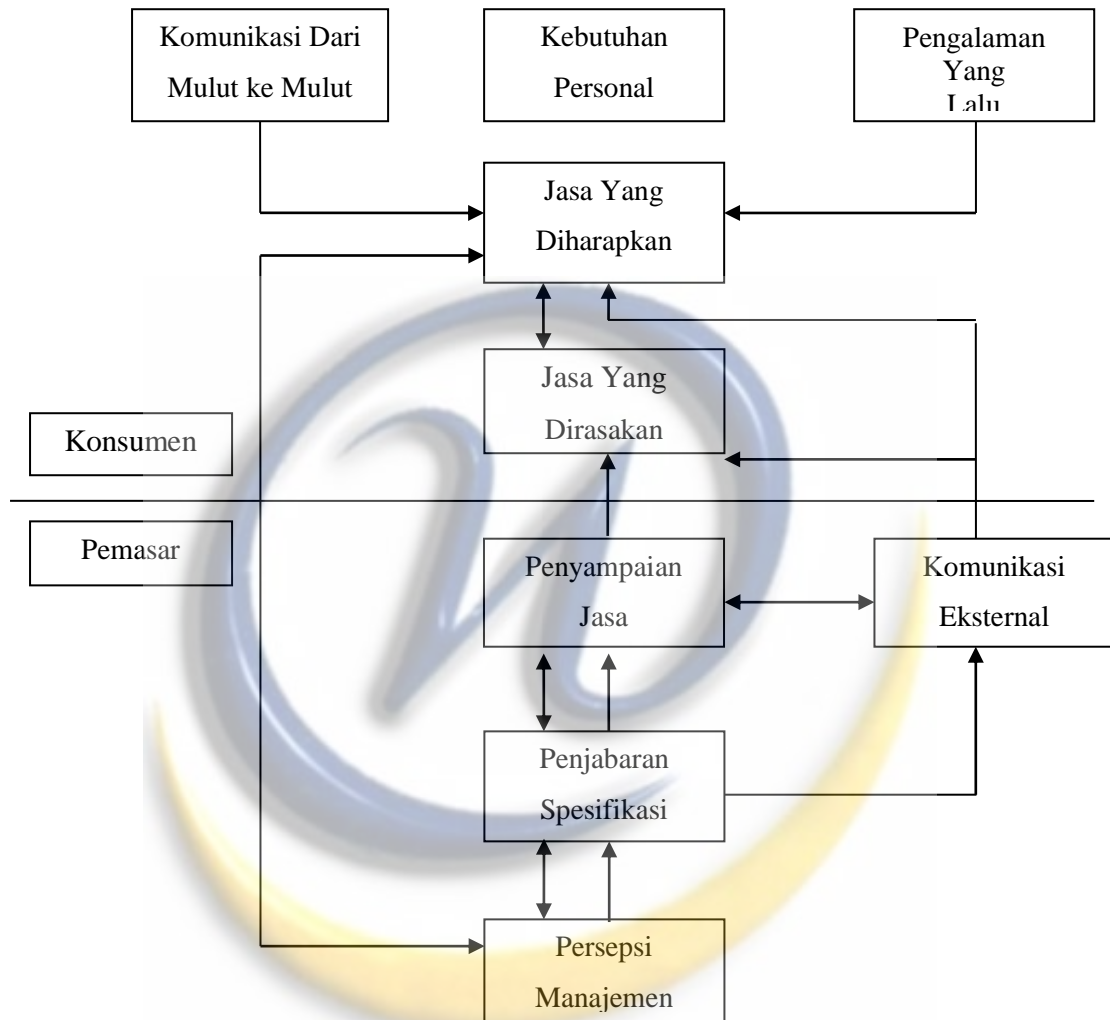 Komunikasi Dari
Mulut ke Mulut
Kebutuhan
Personal
Pengalaman
Yang
Lalu
Jasa Yang
Diharapkan
Jasa Yang
Dirasakan
Konsumen
Pemasar
Penyampaian
Jasa
Komunikasi
Eksternal
Penjabaran
Spesifikasi
Persepsi
Manajemen